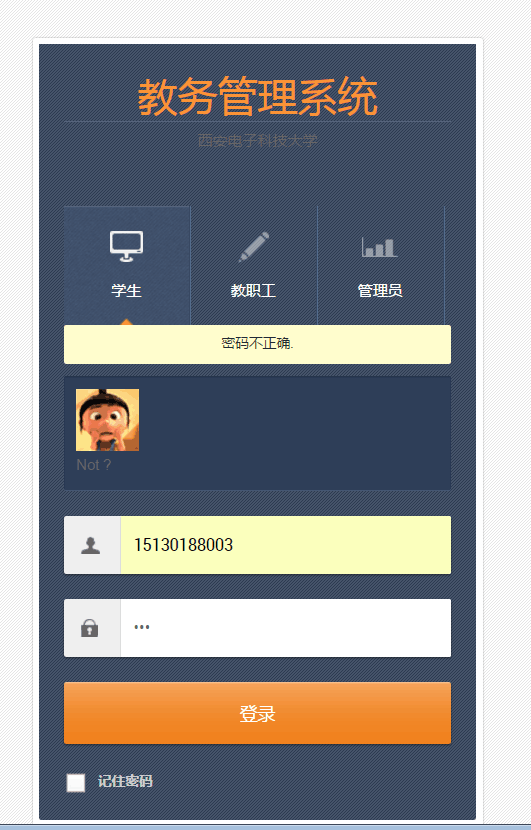 教务管理系统
西安电子科技大学
学生
教职工
管理员
密码不正确.
Not ?
15130188003
•••
登录
记住密码